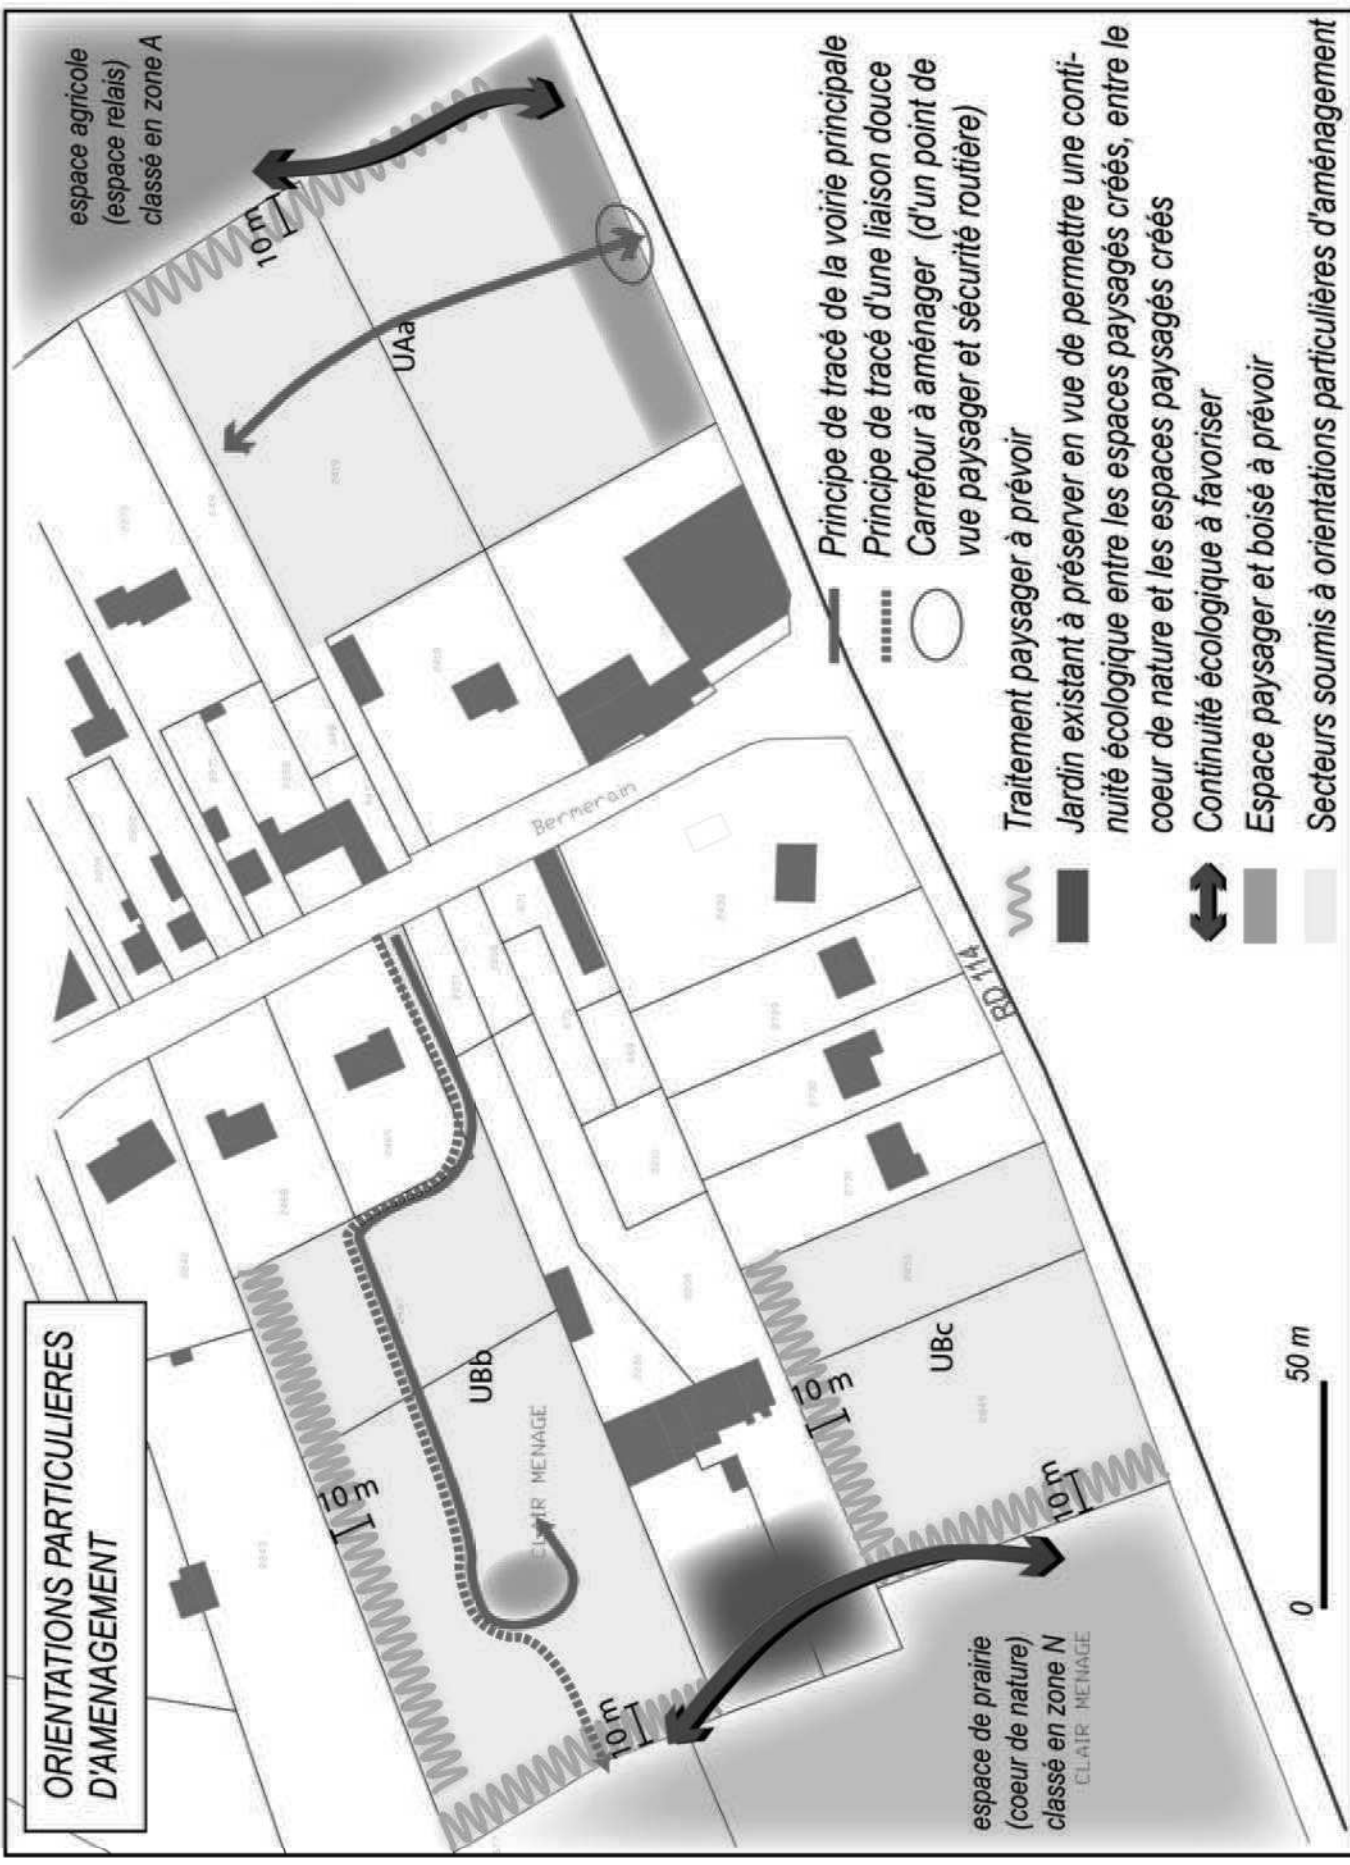 ORIENTATIONS PARTICULIERES
D'AMENAGEMENT
espace agricole
(espace relais)
classé en zone A
10 m
UAa
Bermerain
10 m
UBb
CLAIR MENAGE
10 m
10 m
UBc
10 m
RD 114
espace de prairie
(coeur de nature)
classé en zone N
CLAIR MENAGE
0
50 m
Principe de tracé de la voirie principale
Principe de tracé d'une liaison douce
Carrefour à aménager (d'un point de
vue paysager et sécurité routière)
Traitement paysager à prévoir
Jardin existant à préserver en vue de permettre une conti-
nuité écologique entre les espaces paysagés créés, entre le
coeur de nature et les espaces paysagés créés
Continuité écologique à favoriser
Espace paysager et boisé à prévoir
Secteurs soumis à orientations particulières d'aménagement